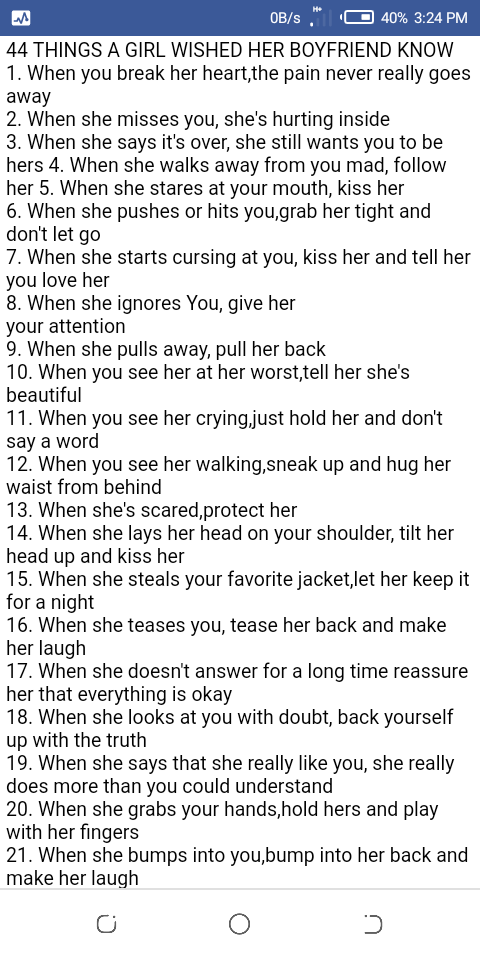 0B/s H+ 40% 3:24 PM
44 THINGS A GIRL WISHED HER BOYFRIEND KNOW
1. When you break her heart,the pain never really goes
away
2. When she misses you, she's hurting inside
3. When she says it's over, she still wants you to be
hers 4. When she walks away from you mad, follow
her 5. When she stares at your mouth, kiss her
6. When she pushes or hits you,grab her tight and
don't let go
7. When she starts cursing at you, kiss her and tell her
you love her
8. When she ignores You, give her
your attention
9. When she pulls away, pull her back
10. When you see her at her worst,tell her she's
beautiful
11. When you see her crying,just hold her and don't
say a word
12. When you see her walking,sneak up and hug her
waist from behind
13. When she's scared,protect her
14. When she lays her head on your shoulder, tilt her
head up and kiss her
15. When she steals your favorite jacket,let her keep it
for a night
16. When she teases you, tease her back and make
her laugh
17. When she doesn't answer for a long time reassure
her that everything is okay
18. When she looks at you with doubt, back yourself
up with the truth
19. When she says that she really like you, she really
does more than you could understand
20. When she grabs your hands,hold hers and play
with her fingers
21. When she bumps into you,bump into her back and
make her laugh